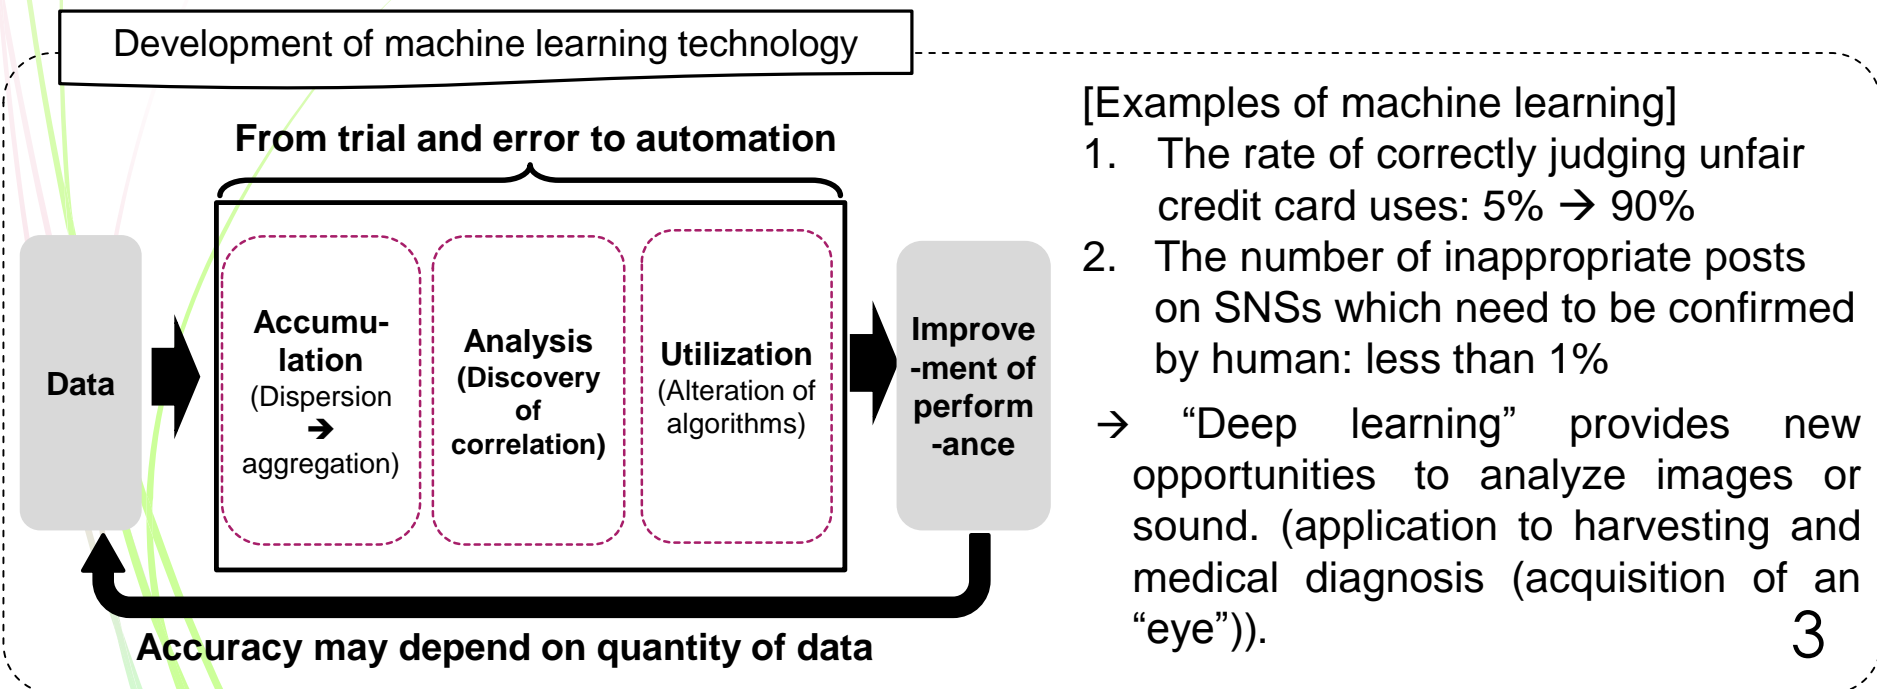 Development of machine learning technology
From trial and error to automation
Data
Accumu-
lation
(Dispersion
➔
aggregation)
Analysis
(Discovery
of
correlation)
Utilization
(Alteration of
algorithms)
Improve
-ment of
perform
-ance
Accuracy may depend on quantity of data
[Examples of machine learning]
1. The rate of correctly judging unfair
credit card uses: 5% → 90%
2. The number of inappropriate posts
on SNSs which need to be confirmed
by human: less than 1%
→ “Deep learning” provides new
opportunities to analyze images or
sound. (application to harvesting and
medical diagnosis (acquisition of an
“eye”)).
3